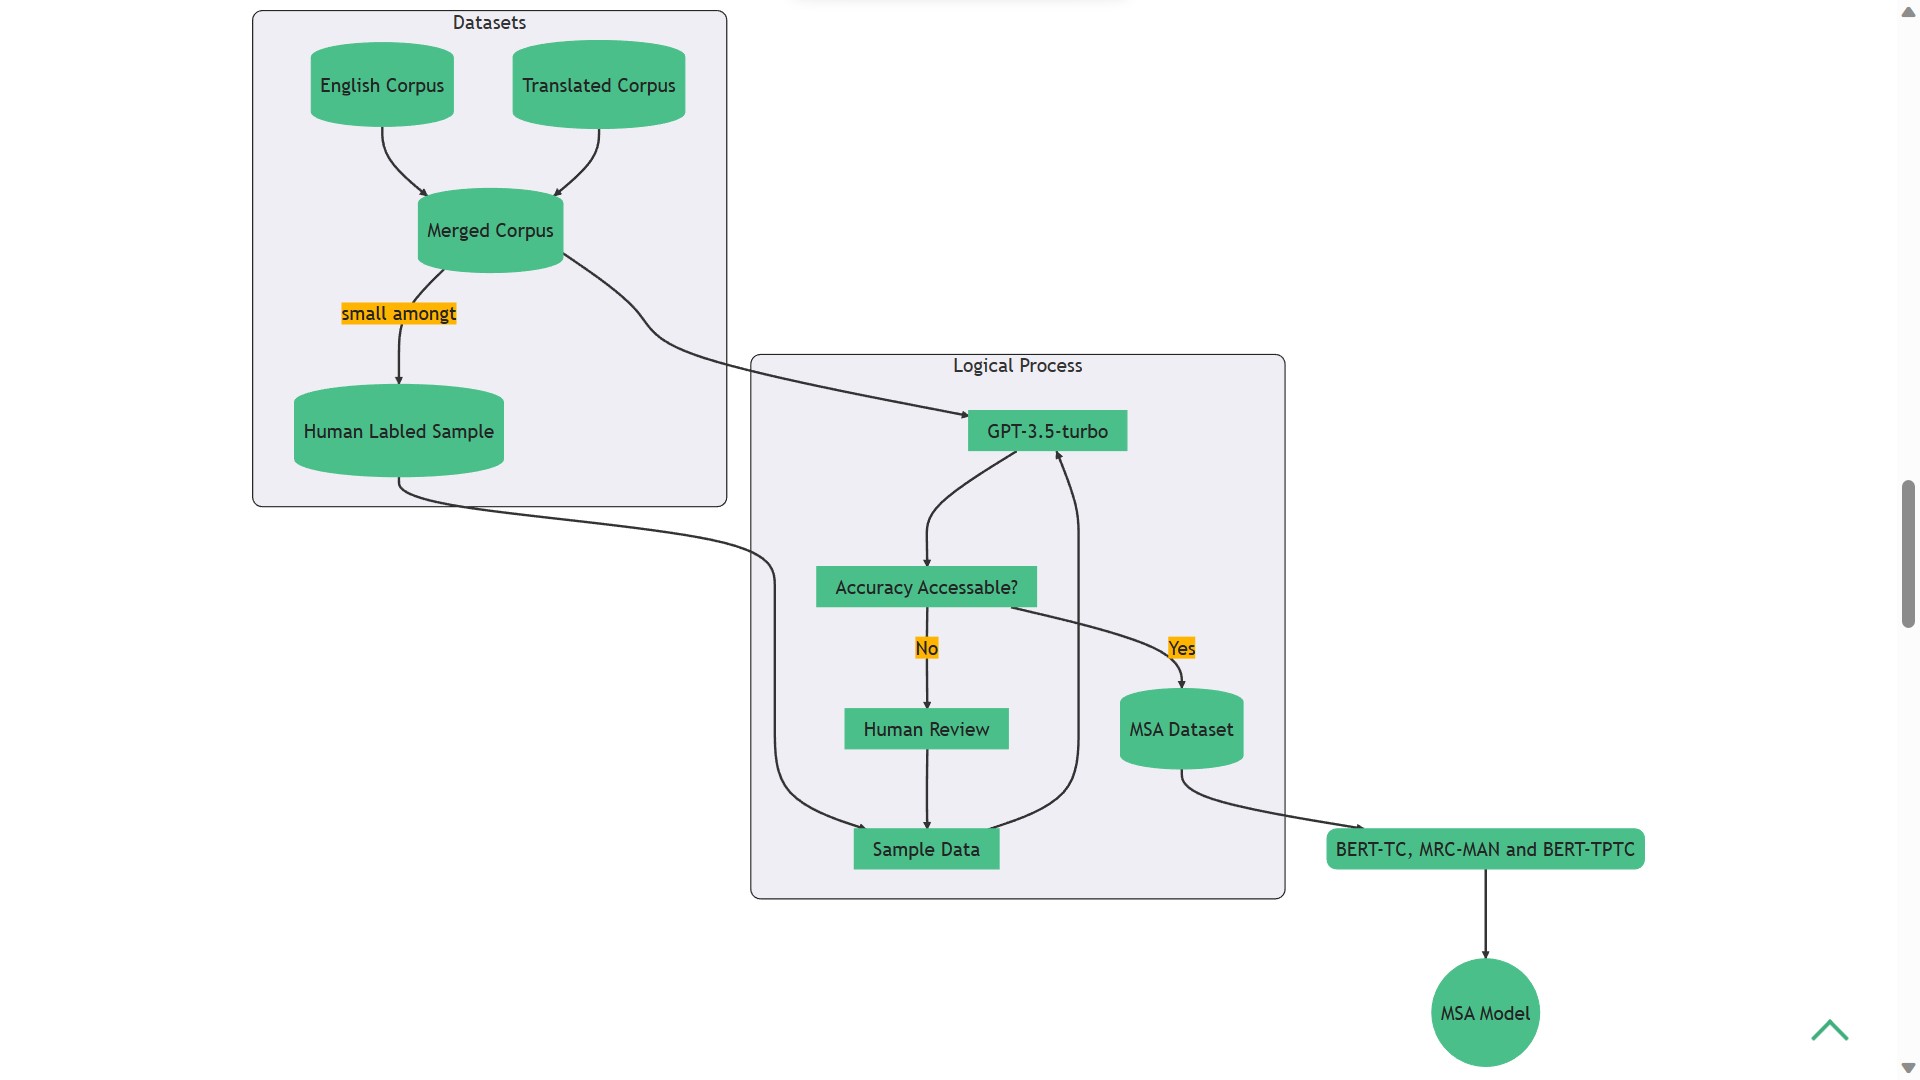 Datasets
English Corpus
Translated Corpus
Merged Corpus
small amongt
Human Labled Sample
Logical Process
GPT-3.5-turbo
Accuracy Accessable?
No
Yes
Human Review
MSA Dataset
Sample Data
BERT-TC, MRC-MAN and BERT-TPTC
MSA Model